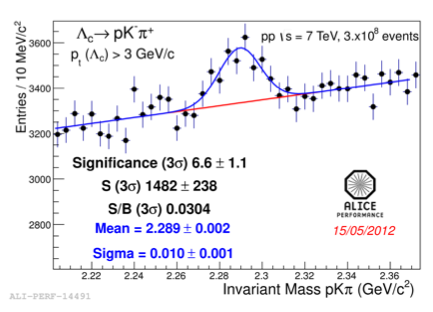 Λc→ pK⁻π⁺
pt (Λc) > 3 GeV/c
pp √s = 7 TeV, 3.x10⁸ events
Entries / 10 MeV/c²
3600
3400
3200
3000
2800
Significance (3σ) 6.6 ± 1.1
S (3σ) 1482 ± 238
S/B (3σ) 0.0304
Mean = 2.289 ± 0.002
Sigma = 0.010 ± 0.001
ALICE
PERFORMANCE
15/05/2012
2.22 2.24 2.26 2.28 2.3 2.32 2.34 2.36
Invariant Mass pKπ (GeV/c²)
ALI-PERF-14491